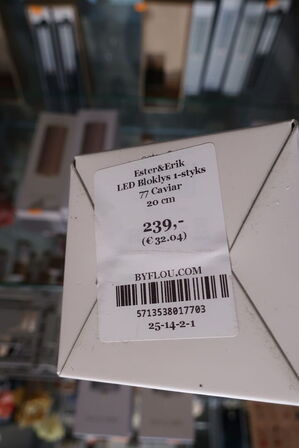 Ester&Erik
LED Bloklys 1-styks
77 Caviar
20 cm
239,-
(€ 32.04)
BYFLOU.COM
5713538017703
25-14-2-1